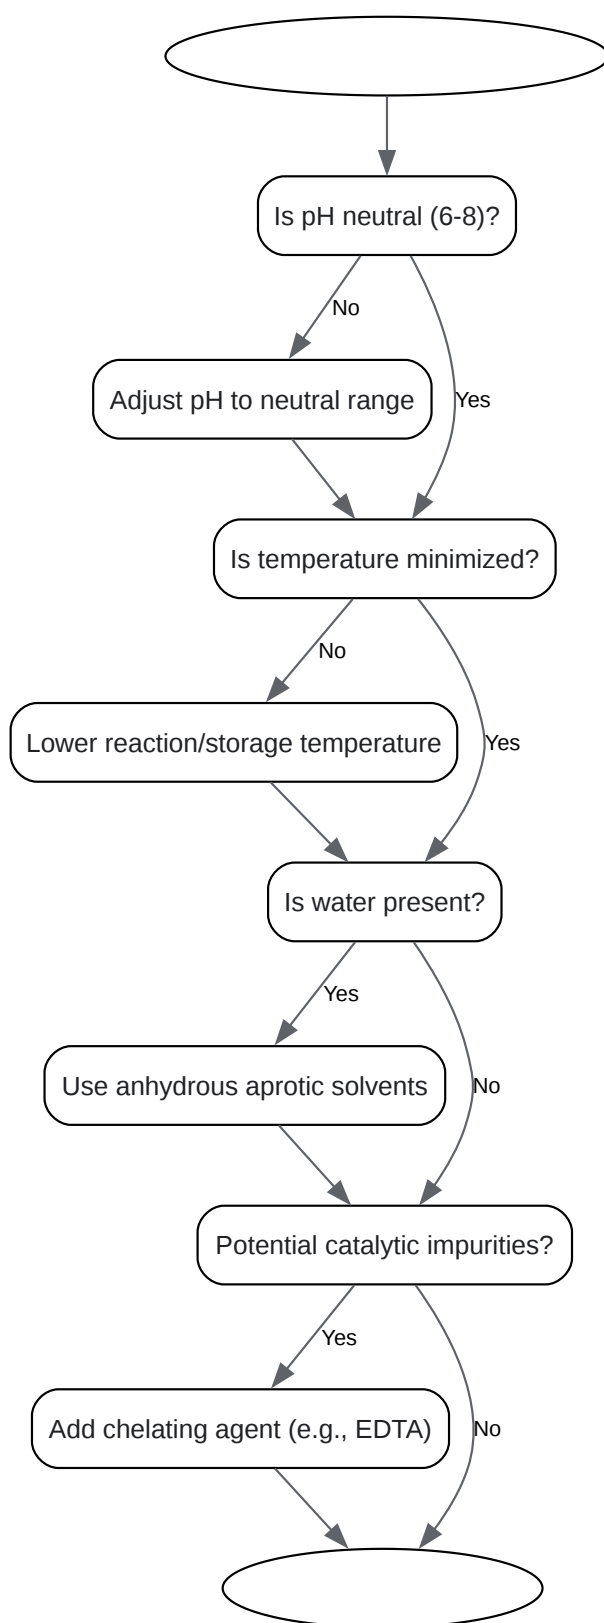 Is pH neutral (6-8)?
No
Adjust pH to neutral range
Yes
Is temperature minimized?
No
Lower reaction/storage temperature
Yes
Is water present?
Yes
Use anhydrous aprotic solvents
No
Potential catalytic impurities?
Yes
Add chelating agent (e.g., EDTA)
No